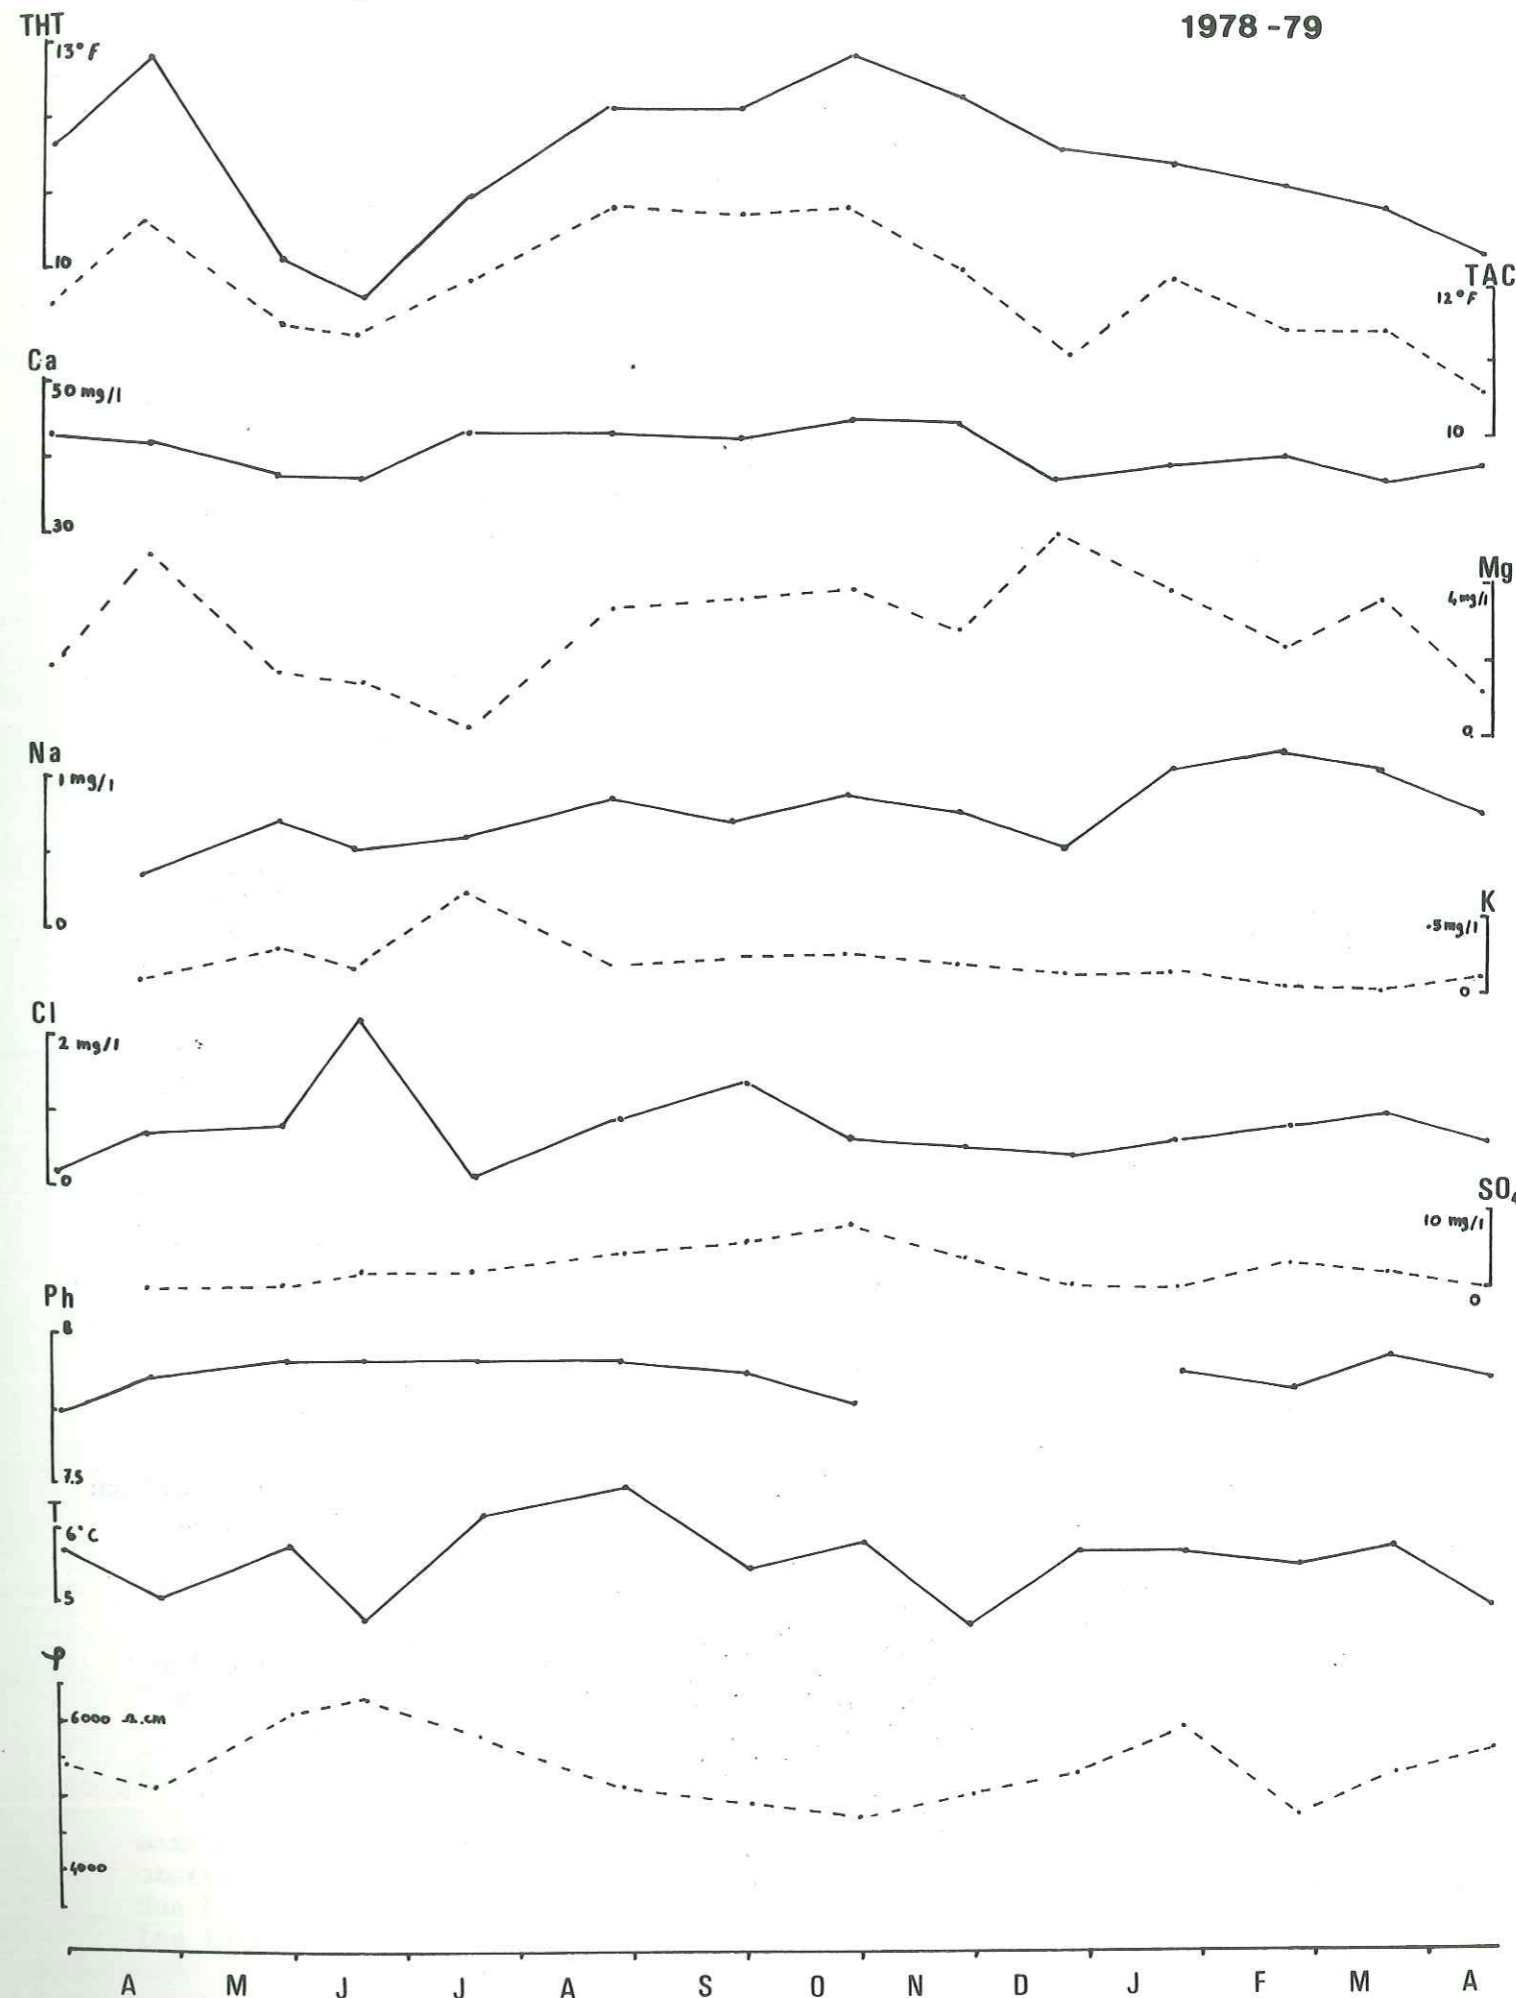 THT
1978 -79
13°F
10
TAC
12°F
10
Ca
50 mg/l
30
Mg
4 mg/l
0
Na
1 mg/l
0
K
.5 mg/l
0
Cl
2 mg/l
0
SO4
10 mg/l
0
Ph
8
7.5
T
6°C
5
φ
6000 Ω.cm
4000
A M J J A S O N D J F M A